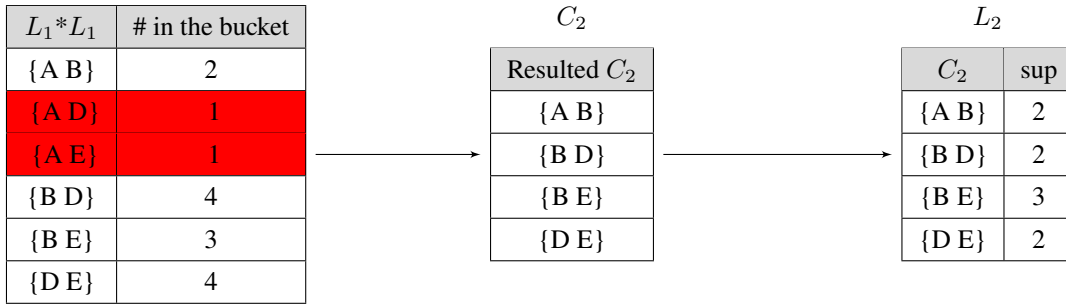 C₂
L₂
L₁*L₁ # in the bucket
{A B} 2
{A D} 1
{A E} 1
{B D} 4
{B E} 3
{D E} 4
Resulted C₂
{A B}
{B D}
{B E}
{D E}
C₂ sup
{A B} 2
{B D} 2
{B E} 3
{D E} 2